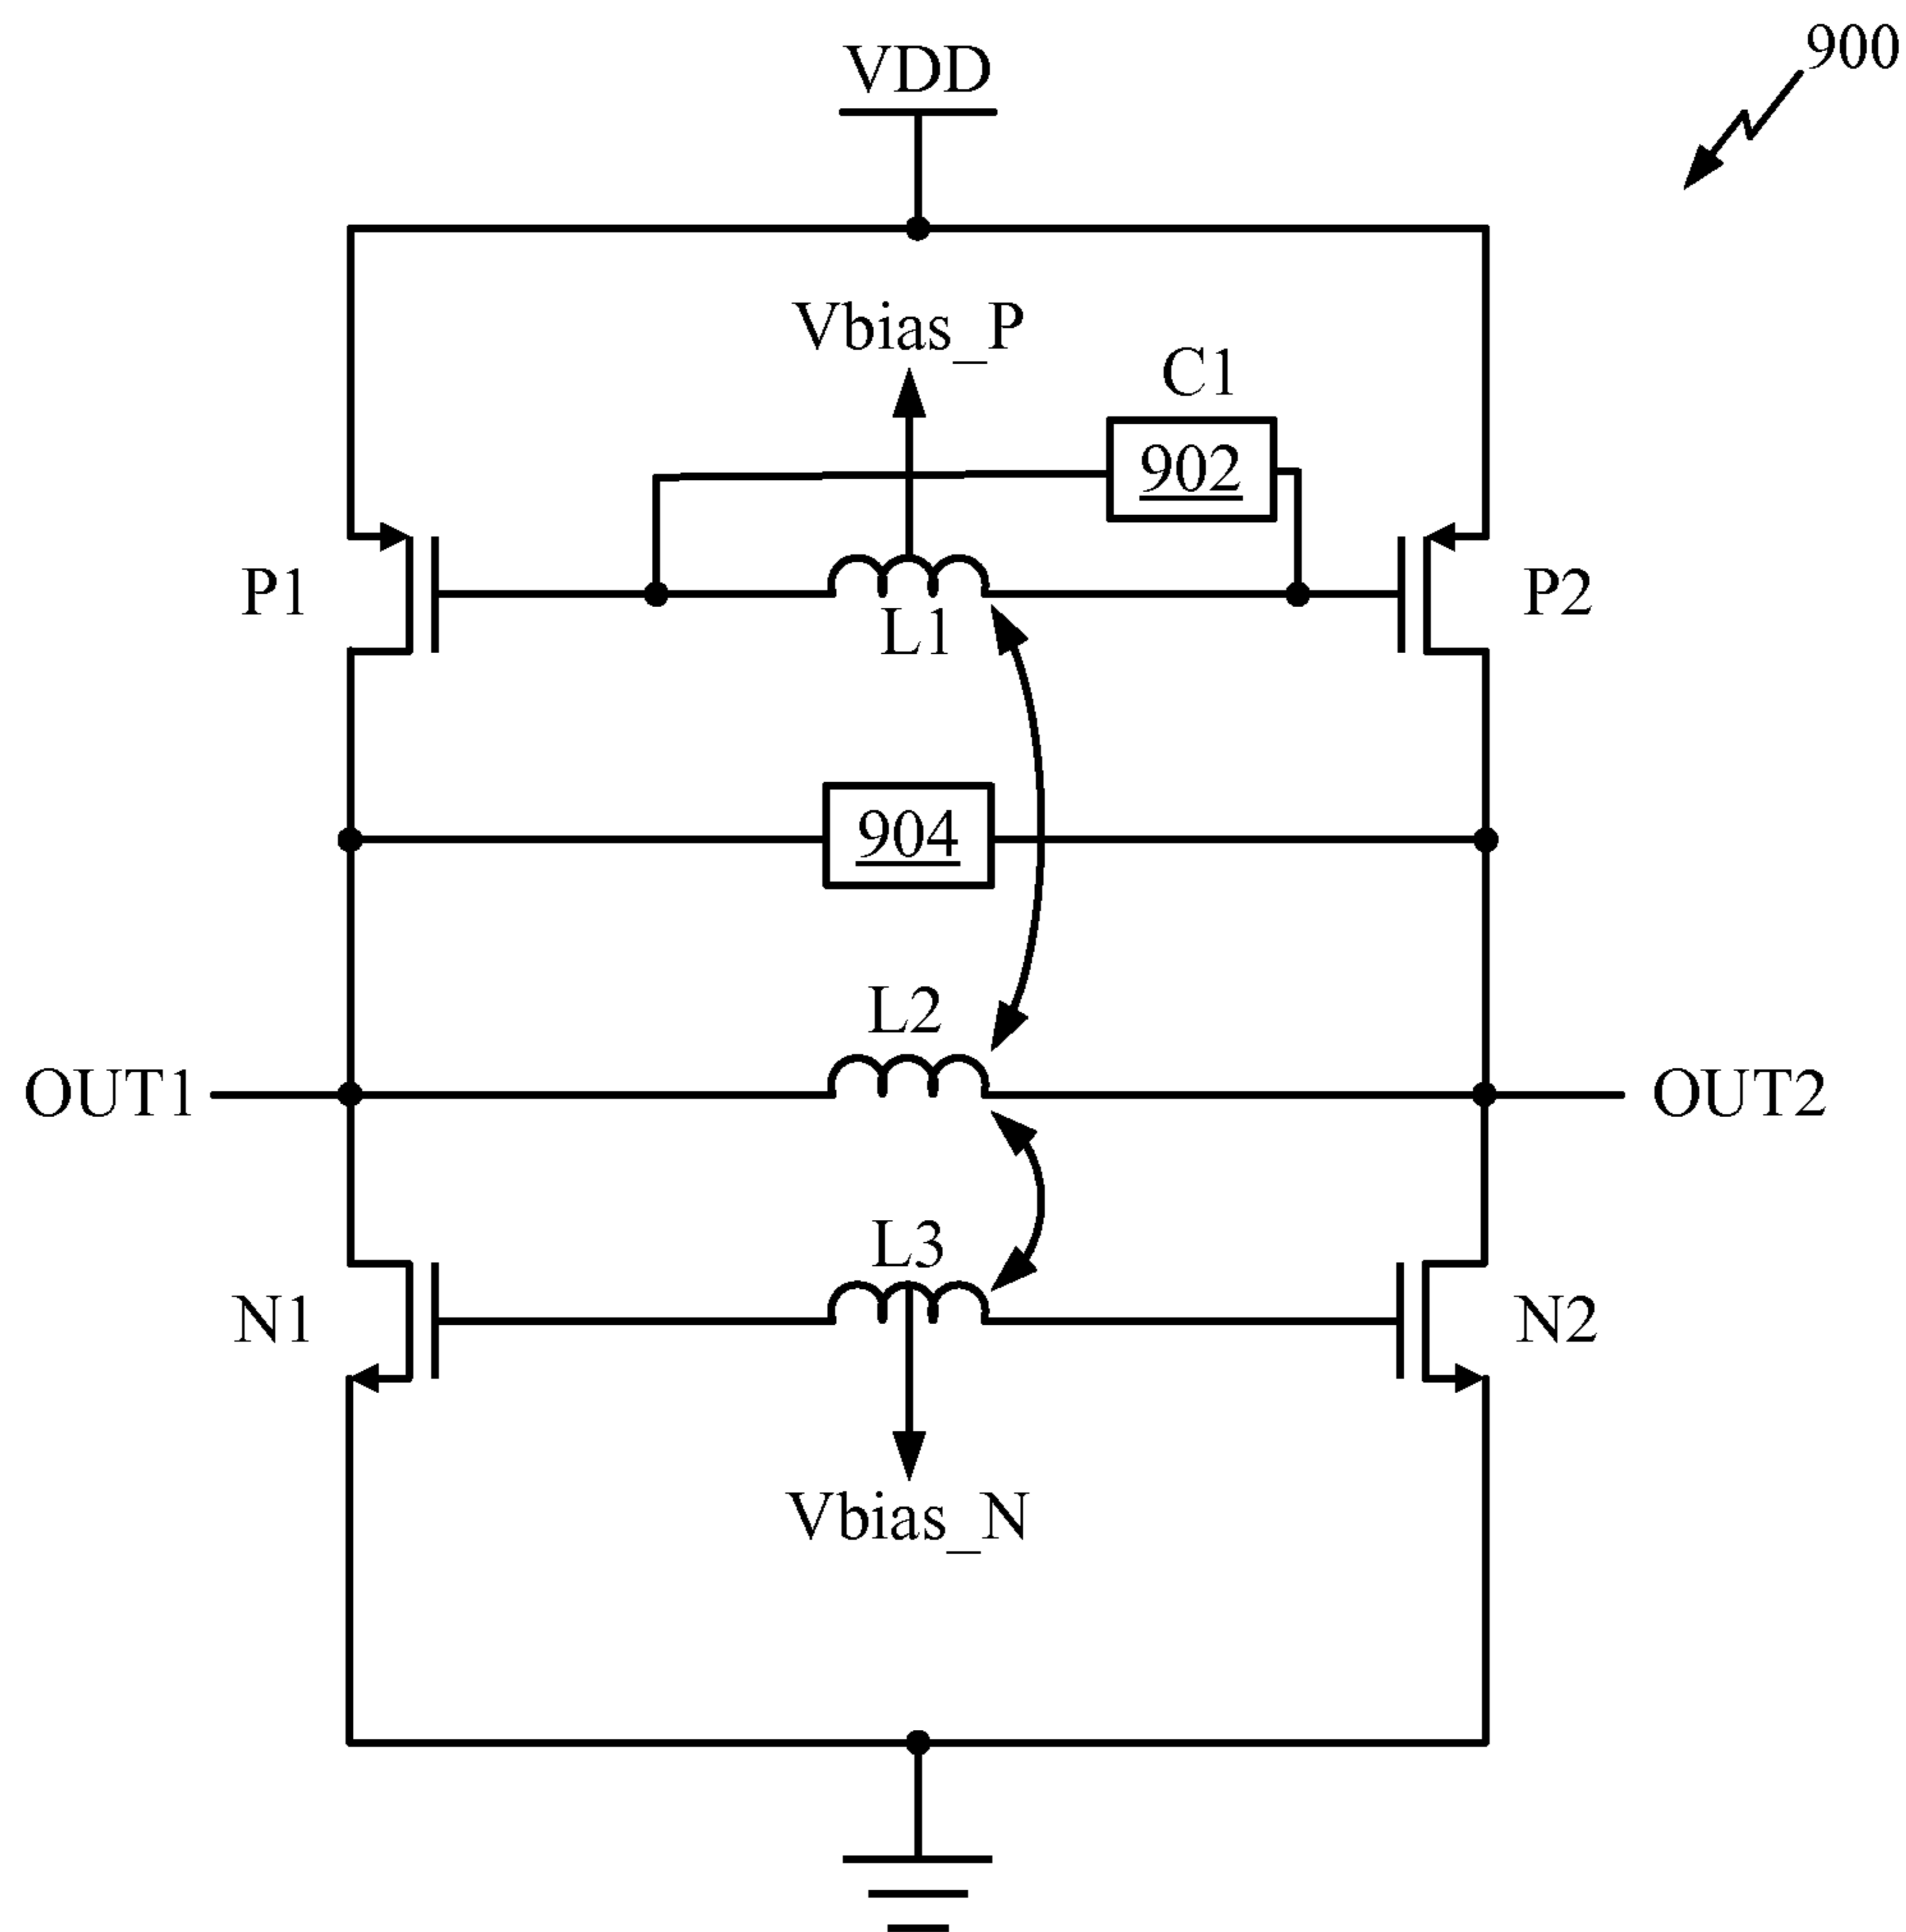 900
VDD
Vbias_P
C1
902
P1
L1
P2
904
L2
OUT1
OUT2
L3
N1
N2
Vbias_N